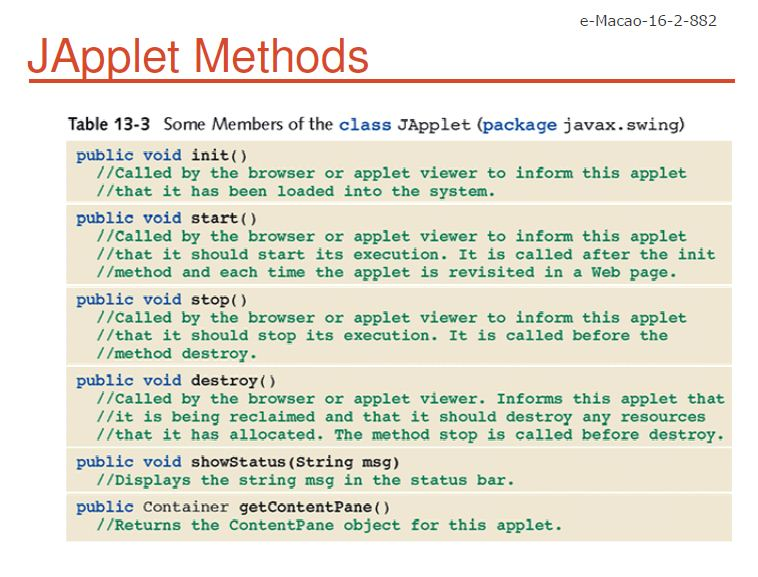 e-Macao-16-2-882
JApplet Methods
Table 13-3 Some Members of the class JApplet (package javax.swing)
public void init()
//Called by the browser or applet viewer to inform this applet
//that it has been loaded into the system.
public void start()
//Called by the browser or applet viewer to inform this applet
//that it should start its execution. It is called after the init
//method and each time the applet is revisited in a Web page.
public void stop()
//Called by the browser or applet viewer to inform this applet
//that it should stop its execution. It is called before the
//method destroy.
public void destroy()
//Called by the browser or applet viewer. Informs this applet that
//it is being reclaimed and that it should destroy any resources
//that it has allocated. The method stop is called before destroy.
public void showStatus(String msg)
//Displays the string msg in the status bar.
public Container getContentPane()
//Returns the ContentPane object for this applet.